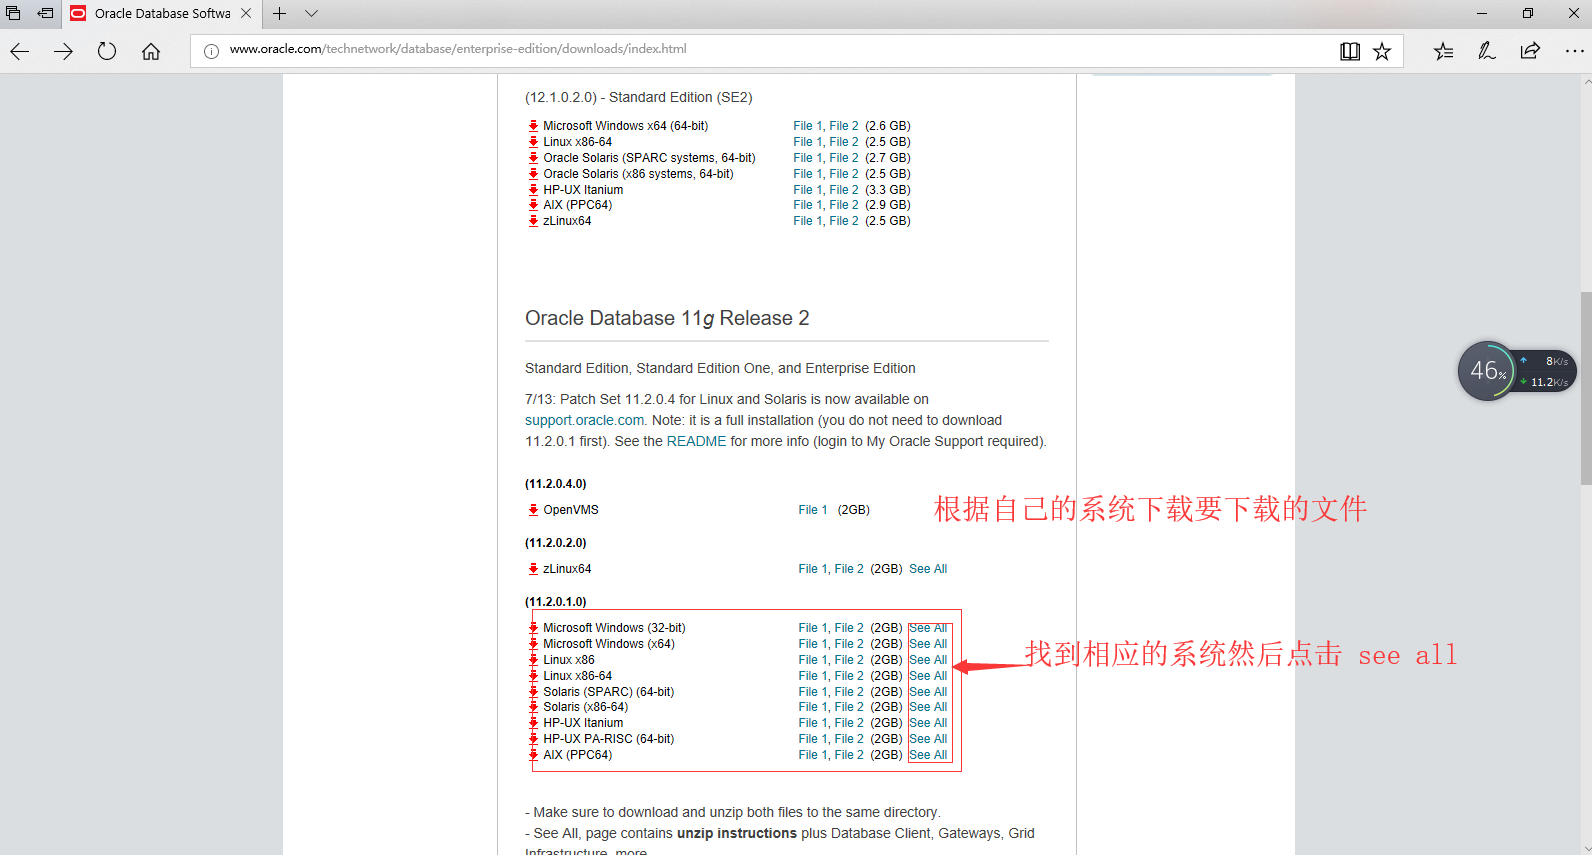 Oracle Database Softwa
www.oracle.com/technetwork/database/enterprise-edition/downloads/index.html
(12.1.0.2.0) - Standard Edition (SE2)
Microsoft Windows x64 (64-bit) File 1, File 2 (2.6 GB)
Linux x86-64 File 1, File 2 (2.5 GB)
Oracle Solaris (SPARC systems, 64-bit) File 1, File 2 (2.7 GB)
Oracle Solaris (x86 systems, 64-bit) File 1, File 2 (2.5 GB)
HP-UX Itanium File 1, File 2 (3.3 GB)
AIX (PPC64) File 1, File 2 (2.9 GB)
zLinux64 File 1, File 2 (2.5 GB)
Oracle Database 11g Release 2
Standard Edition, Standard Edition One, and Enterprise Edition
46% 8K/s
11.2K/s
7/13: Patch Set 11.2.0.4 for Linux and Solaris is now available on
support.oracle.com. Note: it is a full installation (you do not need to download
11.2.0.1 first). See the README for more info (login to My Oracle Support required).
(11.2.0.4.0)
OpenVMS File 1 (2GB)
根据自己的系统下载要下载的文件
(11.2.0.2.0)
zLinux64 File 1, File 2 (2GB) See All
(11.2.0.1.0)
Microsoft Windows (32-bit) File 1, File 2 (2GB) See All
Microsoft Windows (x64) File 1, File 2 (2GB) See All
Linux x86 File 1, File 2 (2GB) See All
Linux x86-64 File 1, File 2 (2GB) See All
Solaris (SPARC) (64-bit) File 1, File 2 (2GB) See All
Solaris (x86-64) File 1, File 2 (2GB) See All
HP-UX Itanium File 1, File 2 (2GB) See All
HP-UX PA-RISC (64-bit) File 1, File 2 (2GB) See All
AIX (PPC64) File 1, File 2 (2GB) See All
找到相应的系统然后点击 see all
- Make sure to download and unzip both files to the same directory.
- See All, page contains unzip instructions plus Database Client, Gateways, Grid
Infrastructure, more